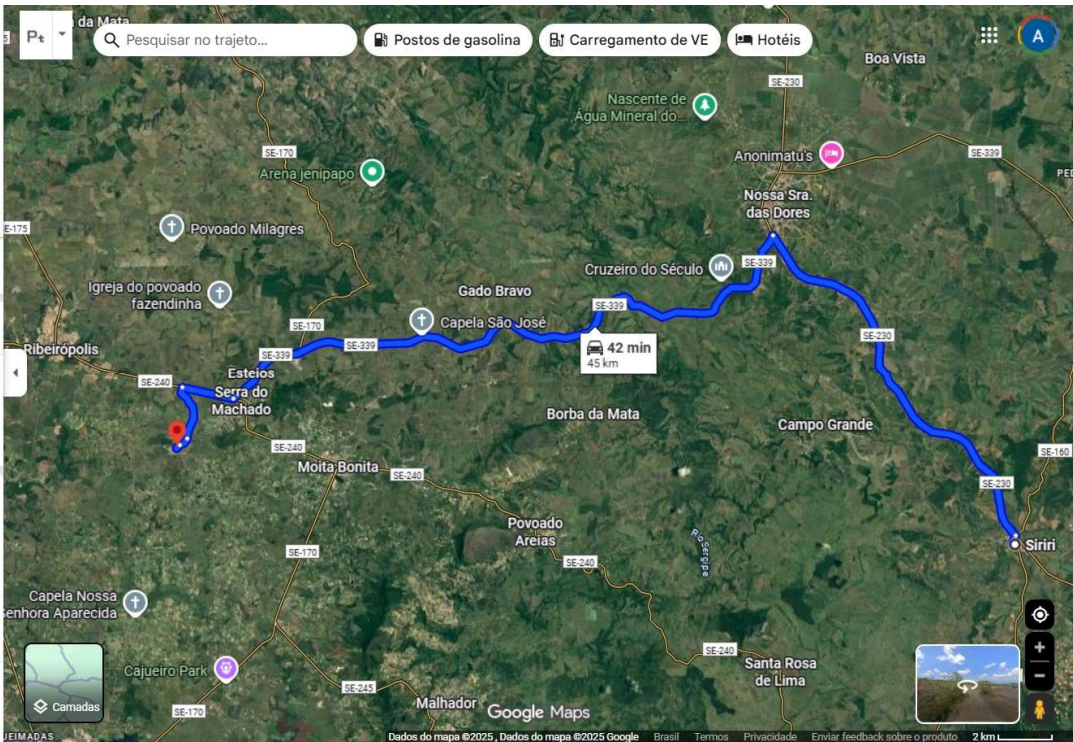 da Mata
Pt
Pesquisar no trajeto...
Postos de gasolina
Carregamento de VE
Hotéis
A
Boa Vista
SE-230
Nascente de
Água Mineral do...
SE-170
Arena jenipapo
Anonimatu's
SE-339
Nossa Sra.
das Dores
Povoado Milagres
Cruzeiro do Século
SE-339
Igreja do povoado
fazendinha
Gado Bravo
SE-339
SE-170
Capela São José
SE-339
SE-339
42 min
45 km
SE-230
Ribeirópolis
Esteios
SE-240
Serra do
Machado
Borba da Mata
Campo Grande
SE-240
SE-160
Moita Bonita
SE-240
SE-230
Povoado
Areias
Siriri
SE-170
SE-240
Capela Nossa
Senhora Aparecida
SE-240
Santa Rosa
de Lima
Cajueiro Park
SE-245
Malhador
Camadas
SE-170
Google Maps
Dados do mapa ©2025 , Dados do mapa ©2025 Google Brasil Termos Privacidade Enviar feedback sobre o produto 2 km